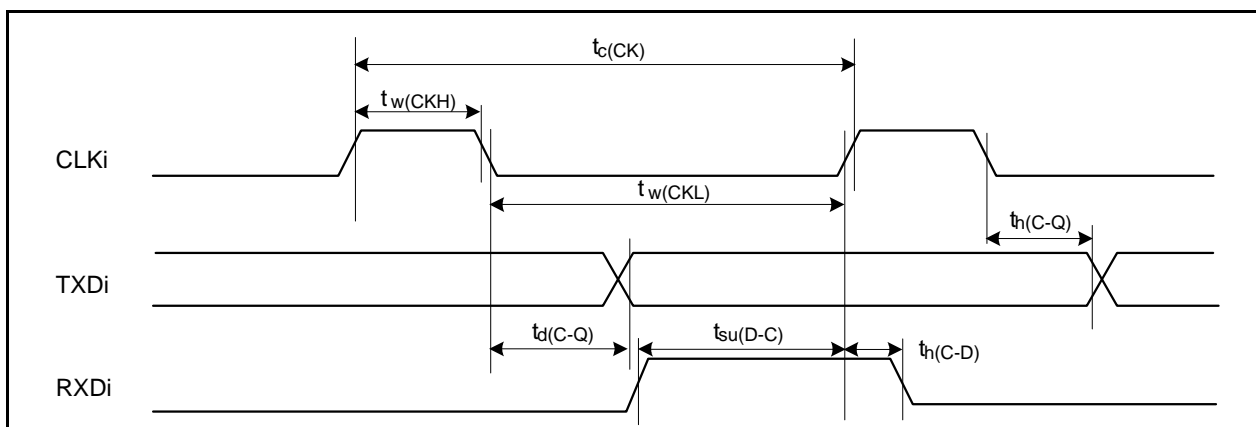 tc(CK)
tw(CKH)
CLKi
tw(CKL)
th(C-Q)
TXDi
td(C-Q)
tsu(D-C)
th(C-D)
RXDi